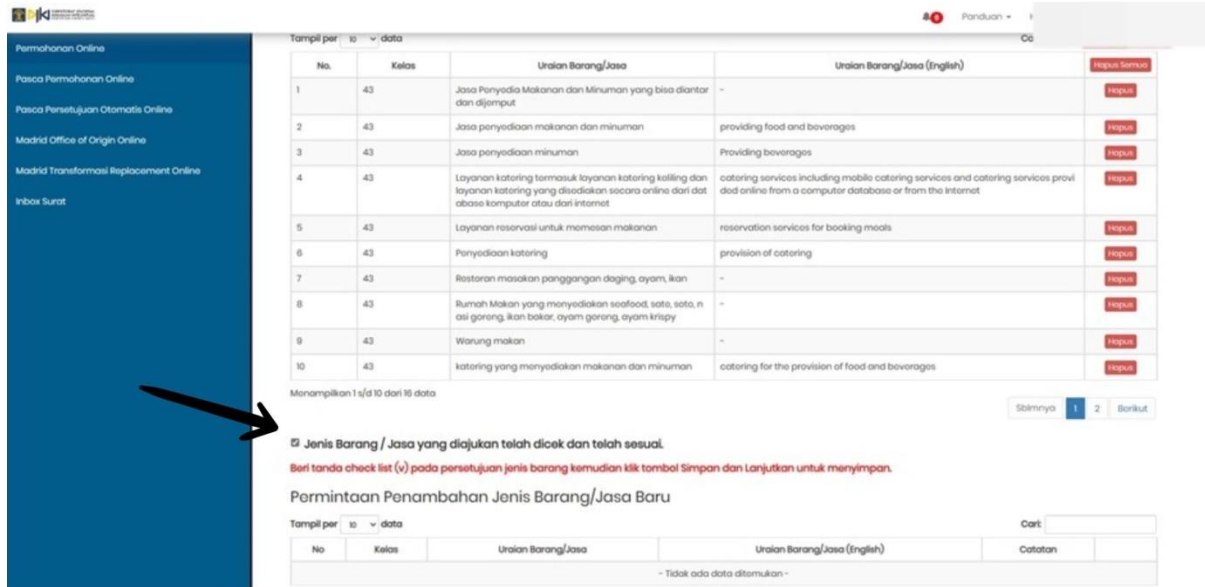 Panduan
Permohonan Online
Pasca Permohonan Online
Pasca Persetujuan Otomatis Online
Madrid Office of Origin Online
Madrid Transformasi Replacement Online
Inbox Surat
Tampil per 10 data
No. Kelas Uraian Barang/Jasa Uraian Barang/Jasa (English) Hapus Semua
1 43 Jasa Penyedia Makanan dan Minuman yang bisa diantar - Hapus
dan dijemput
2 43 Jasa penyediaan makanan dan minuman providing food and beverages Hapus
3 43 Jasa penyediaan minuman Providing beverages Hapus
4 43 Layanan katering termasuk layanan katering keliling dan catering services including mobile catering services and catering services provi Hapus
layanan katering yang disediakan secara online dari dat ded online from a computer database or from the Internet
abase komputer atau dari internet
5 43 Layanan reservasi untuk memesan makanan reservation services for booking meals Hapus
6 43 Penyediaan katering provision of catering Hapus
7 43 Restoran masakan panggangan daging, ayam, ikan - Hapus
8 43 Rumah Makan yang menyediakan seafood, sate, soto, n - Hapus
asi goreng, ikan bakar, ayam goreng, ayam krispy
9 43 Warung makan - Hapus
10 43 katering yang menyediakan makanan dan minuman catering for the provision of food and beverages Hapus
Menampilkan 1 s/d 10 dari 16 data
Sblmnya 1 2 Berikut
Jenis Barang / Jasa yang diajukan telah dicek dan telah sesuai.
Beri tanda check list (v) pada persetujuan jenis barang kemudian klik tombol Simpan dan Lanjutkan untuk menyimpan.
Permintaan Penambahan Jenis Barang/Jasa Baru
Tampil per 10 data Cari:
No Kelas Uraian Barang/Jasa Uraian Barang/Jasa (English) Catatan
- Tidak ada data ditemukan -